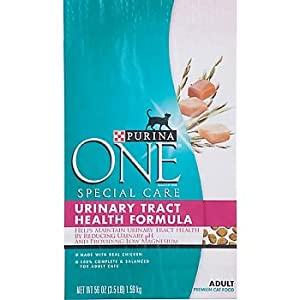 PURINA
ONE
SPECIAL CARE
URINARY TRACT
HEALTH FORMULA
HELPS MAINTAIN URINARY TRACT HEALTH
BY REDUCING URINARY pH
AND PROVIDING LOW MAGNESIUM
• MADE WITH REAL CHICKEN
• 100% COMPLETE & BALANCED
FOR ADULT CATS
ADULT
PREMIUM CAT FOOD
NET WT 56 OZ (3.5 LB) 1.59 kg